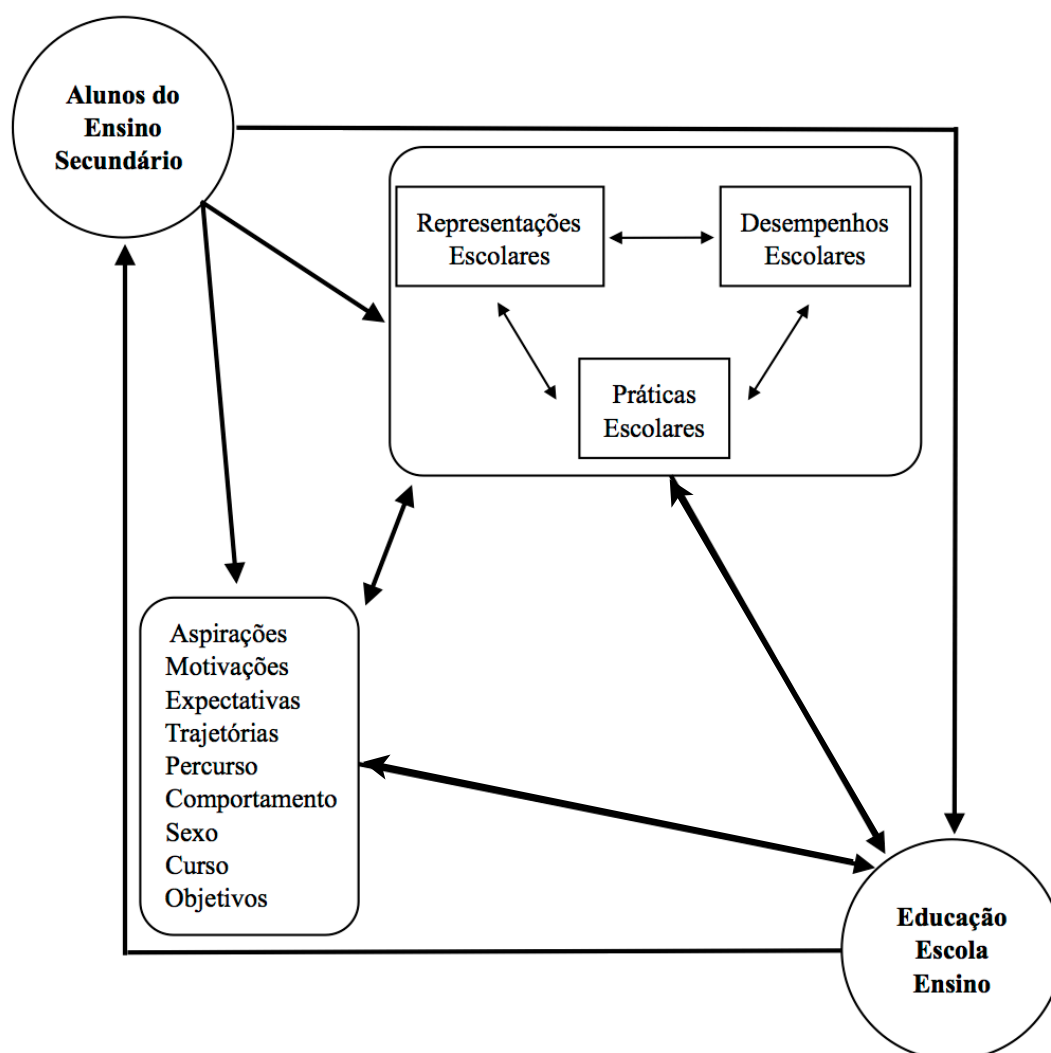 Alunos do
Ensino
Secundário
Representações
Escolares
Desempenhos
Escolares
Práticas
Escolares
Aspirações
Motivações
Expectativas
Trajetórias
Percurso
Comportamento
Sexo
Curso
Objetivos
Educação
Escola
Ensino